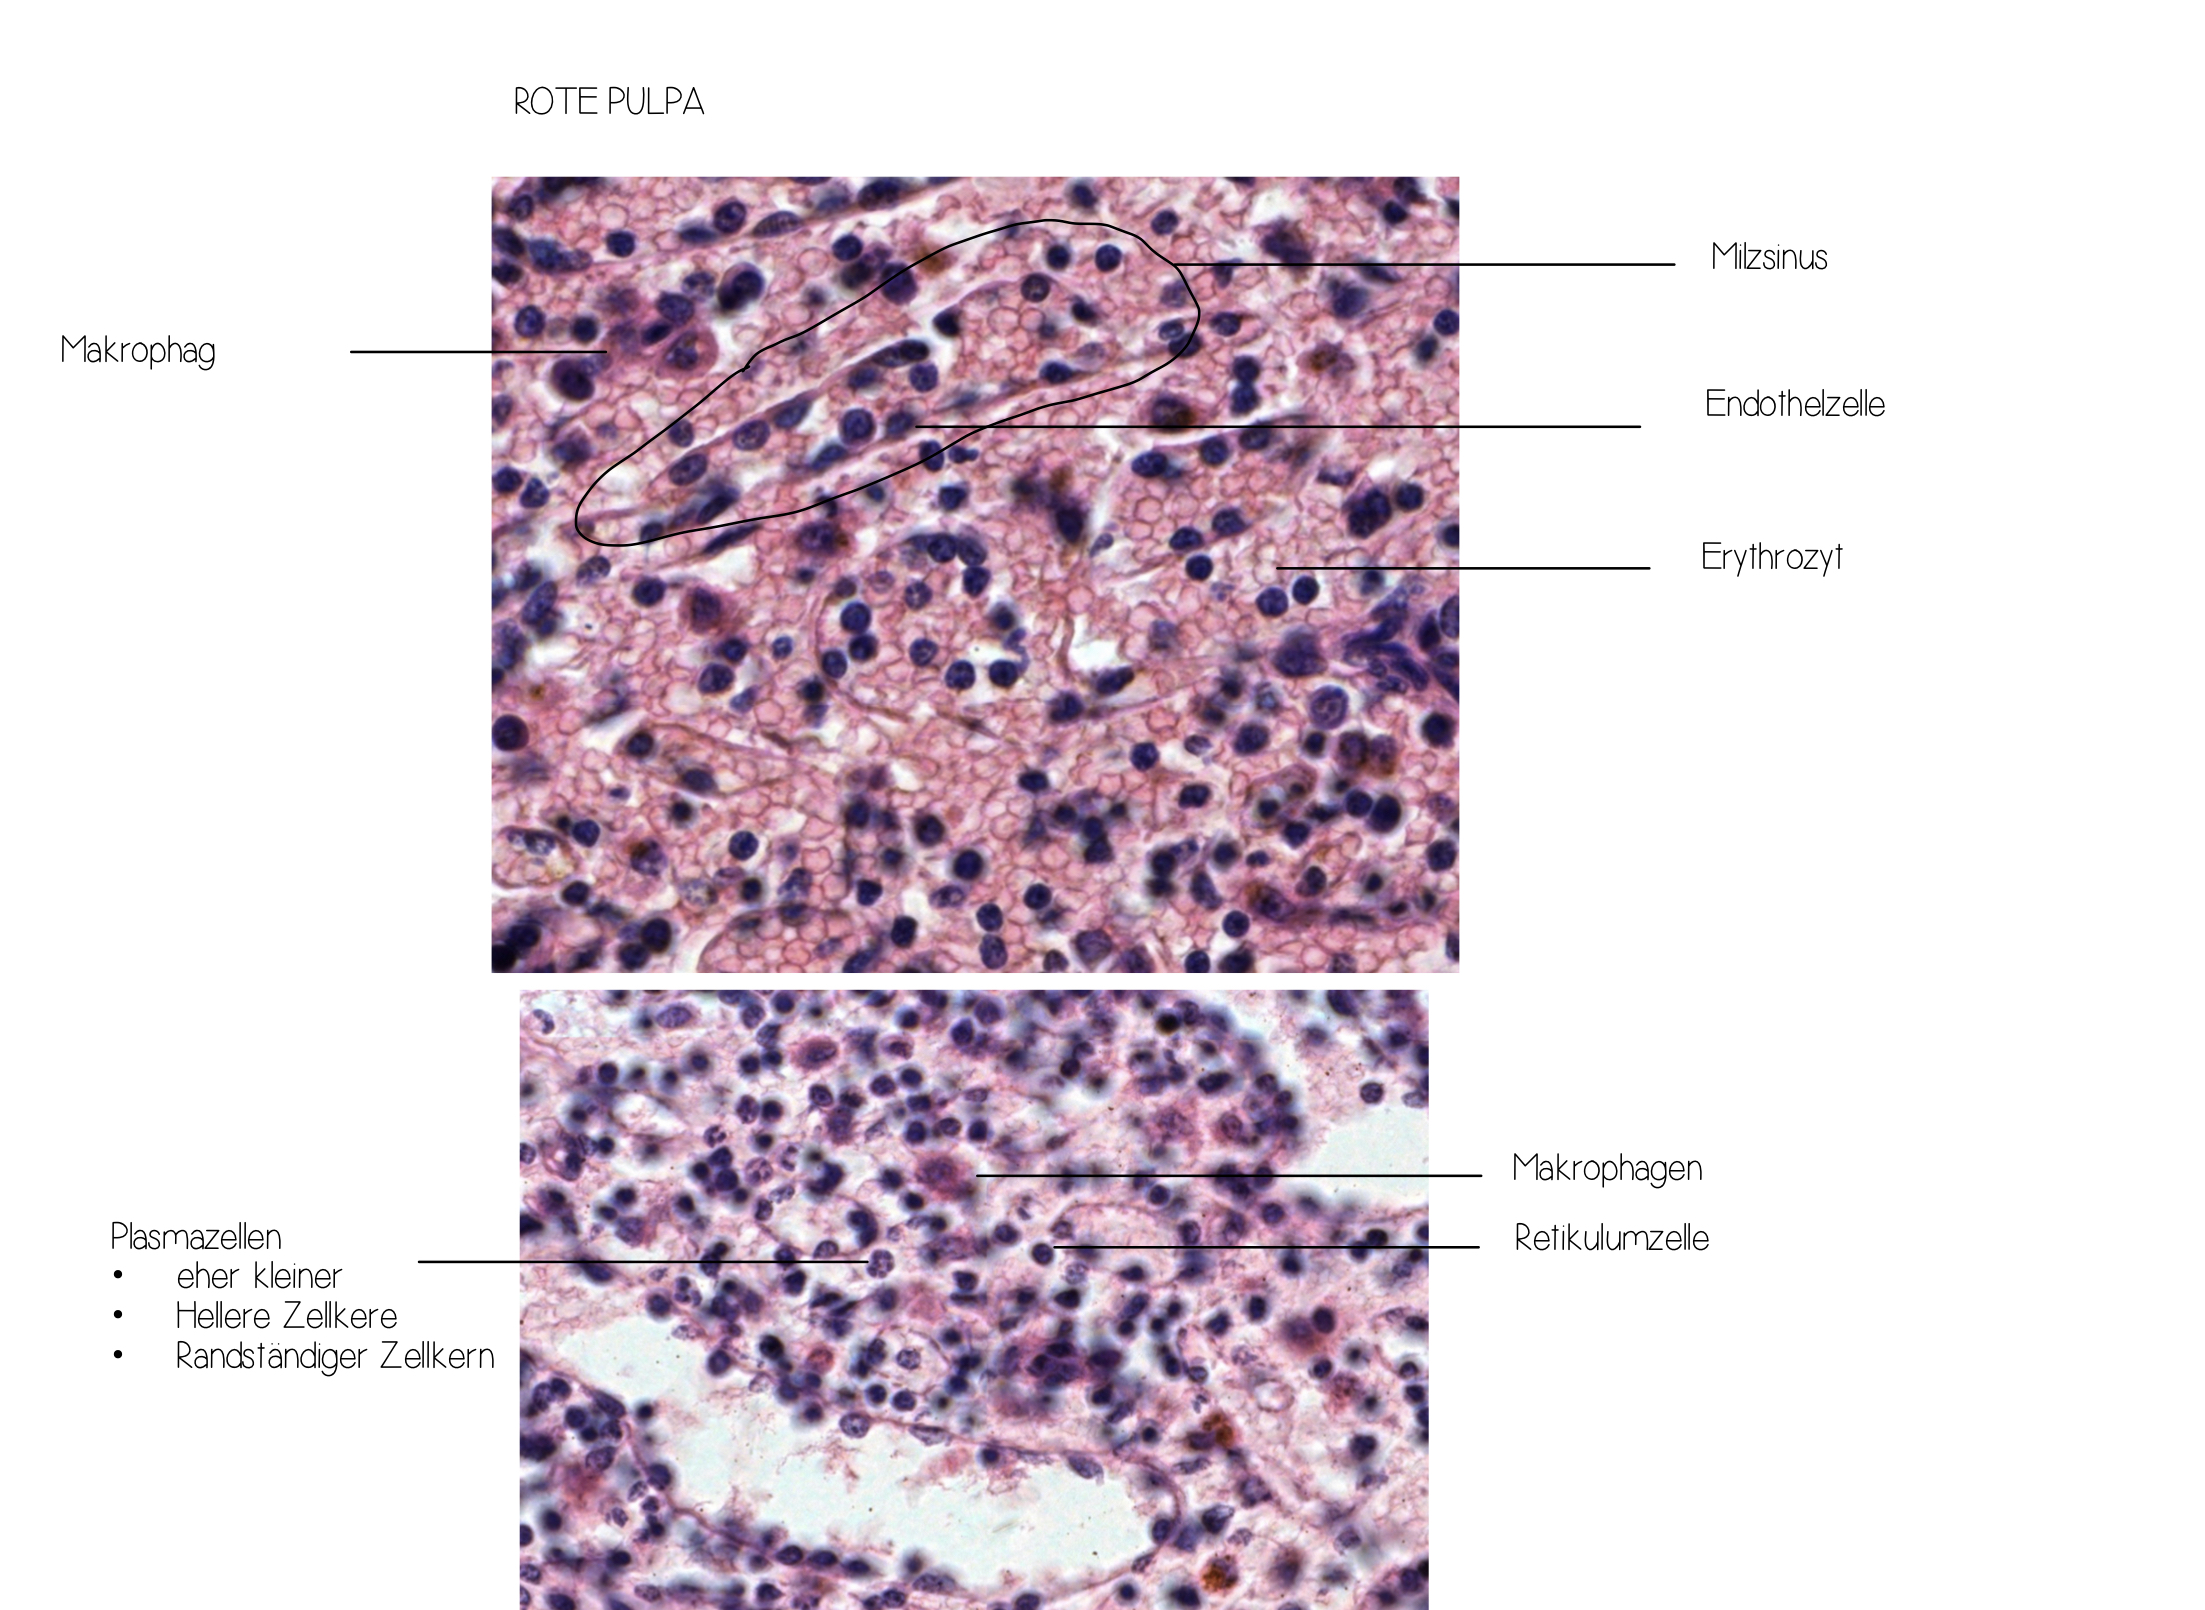 ROTE PULPA
Milzsinus
Makrophag
Endothelzelle
Erythrozyt
Makrophagen
Retikulumzelle
Plasmazellen
• eher kleiner
• Hellere Zellkere
• Randständiger Zellkern